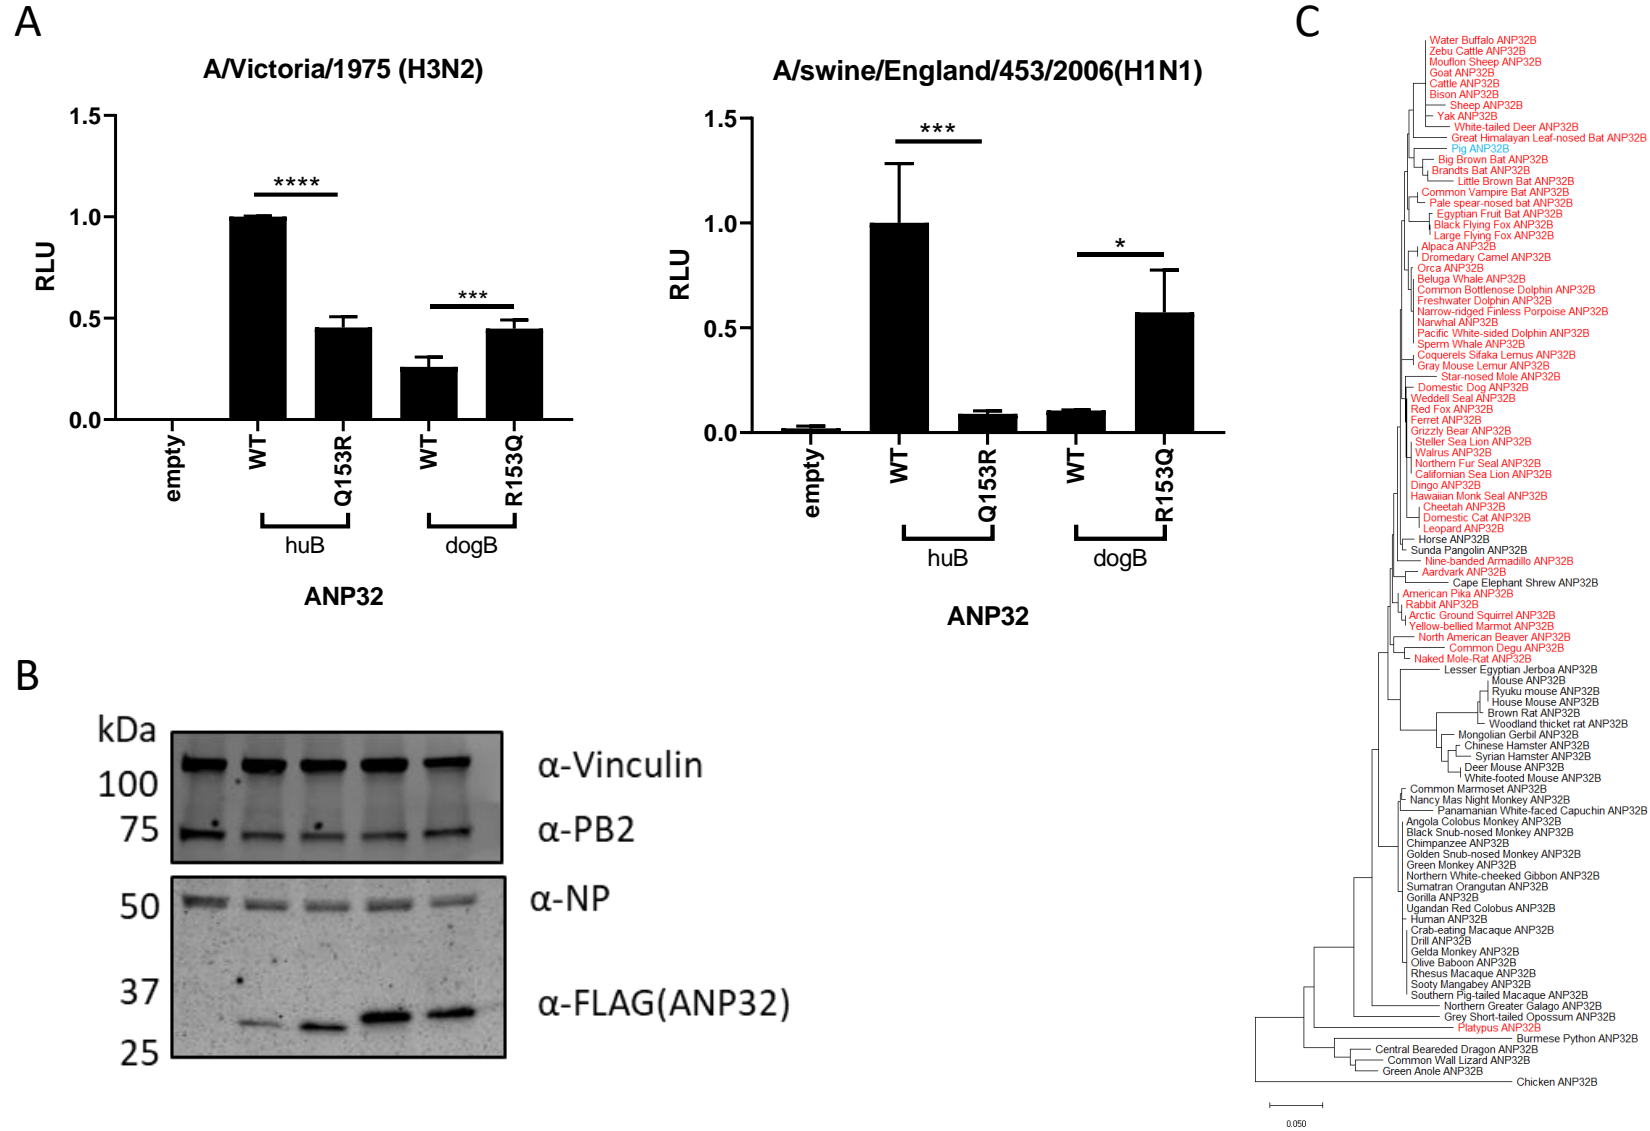 A
A/Victoria/1975 (H3N2)
1.5
1.0
0.5
0.0
RLU
****
***
empty
WT
Q153R
WT
R153Q
huB
dogB
ANP32
A/swine/England/453/2006(H1N1)
1.5
1.0
0.5
0.0
RLU
***
*
empty
WT
Q153R
WT
R153Q
huB
dogB
ANP32
B
kDa
100
75
50
37
25
α-Vinculin
α-PB2
α-NP
α-FLAG(ANP32)
C
Water Buffalo ANP32B
Zebu Cattle ANP32B
Mouflon Sheep ANP32B
Goat ANP32B
Cattle ANP32B
Bison ANP32B
Sheep ANP32B
Yak ANP32B
White-tailed Deer ANP32B
Great Himalayan Leaf-nosed Bat ANP32B
Pig ANP32B
Big Brown Bat ANP32B
Brandts Bat ANP32B
Little Brown Bat ANP32B
Common Vampire Bat ANP32B
Pale spear-nosed bat ANP32B
Egyptian Fruit Bat ANP32B
Black Flying Fox ANP32B
Large Flying Fox ANP32B
Alpaca ANP32B
Dromedary Camel ANP32B
Orca ANP32B
Beluga Whale ANP32B
Common Bottlenose Dolphin ANP32B
Freshwater Dolphin ANP32B
Narrow-ridged Finless Porpoise ANP32B
Narwhal ANP32B
Pacific White-sided Dolphin ANP32B
Sperm Whale ANP32B
Coquerels Sifaka Lemus ANP32B
Gray Mouse Lemur ANP32B
Star-nosed Mole ANP32B
Domestic Dog ANP32B
Weddell Seal ANP32B
Red Fox ANP32B
Ferret ANP32B
Grizzly Bear ANP32B
Steller Sea Lion ANP32B
Walrus ANP32B
Northern Fur Seal ANP32B
Californian Sea Lion ANP32B
Dingo ANP32B
Hawaiian Monk Seal ANP32B
Cheetah ANP32B
Domestic Cat ANP32B
Leopard ANP32B
Horse ANP32B
Sunda Pangolin ANP32B
Nine-banded Armadillo ANP32B
Aardvark ANP32B
Cape Elephant Shrew ANP32B
American Pika ANP32B
Rabbit ANP32B
Arctic Ground Squirrel ANP32B
Yellow-bellied Marmot ANP32B
North American Beaver ANP32B
Common Degu ANP32B
Naked Mole-Rat ANP32B
Lesser Egyptian Jerboa ANP32B
Mouse ANP32B
Ryuku mouse ANP32B
House Mouse ANP32B
Brown Rat ANP32B
Woodland thicket rat ANP32B
Mongolian Gerbil ANP32B
Chinese Hamster ANP32B
Syrian Hamster ANP32B
Deer Mouse ANP32B
White-footed Mouse ANP32B
Common Marmoset ANP32B
Nancy Mas Night Monkey ANP32B
Panamanian White-faced Capuchin ANP32B
Angola Colobus Monkey ANP32B
Black Snub-nosed Monkey ANP32B
Chimpanzee ANP32B
Golden Snub-nosed Monkey ANP32B
Green Monkey ANP32B
Northern White-cheeked Gibbon ANP32B
Sumatran Orangutan ANP32B
Gorilla ANP32B
Ugandan Red Colobus ANP32B
Human ANP32B
Crab-eating Macaque ANP32B
Drill ANP32B
Gelda Monkey ANP32B
Olive Baboon ANP32B
Rhesus Macaque ANP32B
Sooty Mangabey ANP32B
Southern Pig-tailed Macaque ANP32B
Northern Greater Galago ANP32B
Grey Short-tailed Opossum ANP32B
Platypus ANP32B
Burmese Python ANP32B
Central Beareded Dragon ANP32B
Common Wall Lizard ANP32B
Green Anole ANP32B
Chicken ANP32B
0.050